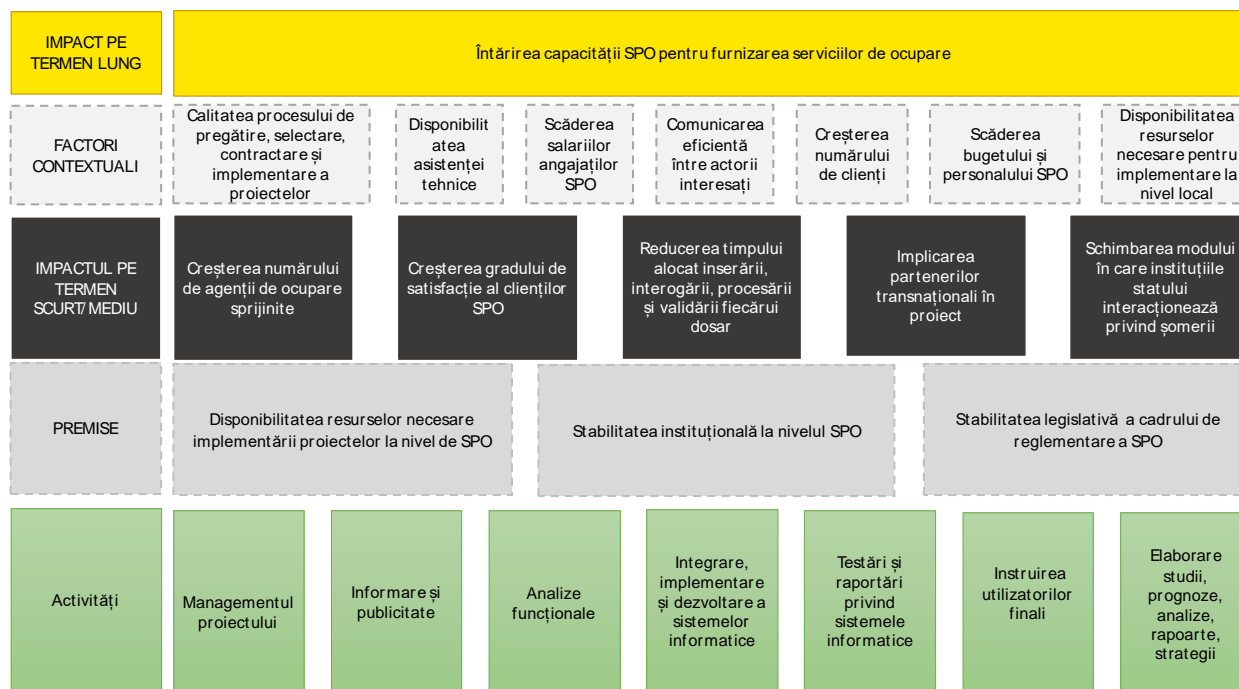 IMPACT PE
TERMEN LUNG
Întărirea capacității SPO pentru furnizarea serviciilor de ocupare
FACTORI
CONTEXTUALI
Calitatea procesului de
pregătire, selectare,
contractare și
implementare a
proiectelor
Disponibilit
atea
asistenței
tehnice
Scăderea
salariilor
angajaților
SPO
Comunicarea
eficientă
între actorii
interesați
Creșterea
numărului
de clienți
Scăderea
bugetului și
personalului SPO
Disponibilitatea
resurselor
necesare pentru
implementare la
nivel local
IMPACTUL PE
TERMEN
SCURT/ MEDIU
Creșterea numărului
de agenții de ocupare
sprijinite
Creșterea gradului de
satisfacție al clienților
SPO
Reducerea timpului
alocat inserării,
interogării, procesării
și validării fiecărui
dosar
Implicarea
partenerilor
transnaționali în
proiect
Schimbarea modului
în care instituțiile
statului
interacționează
privind șomerii
PREMISE
Disponibilitatea resurselor necesare
implementării proiectelor la nivel de SPO
Stabilitatea instituțională la nivelul SPO
Stabilitatea legislativă a cadrului de
reglementare a SPO
Activități
Managementul
proiectului
Informare și
publicitate
Analize
funcționale
Integrare,
implementare
și dezvoltare a
sistemelor
informatice
Testări și
raportări
privind
sistemele
informatice
Instruirea
utilizatorilor
finali
Elaborare
studii,
prognoze,
analize,
rapoarte,
strategii